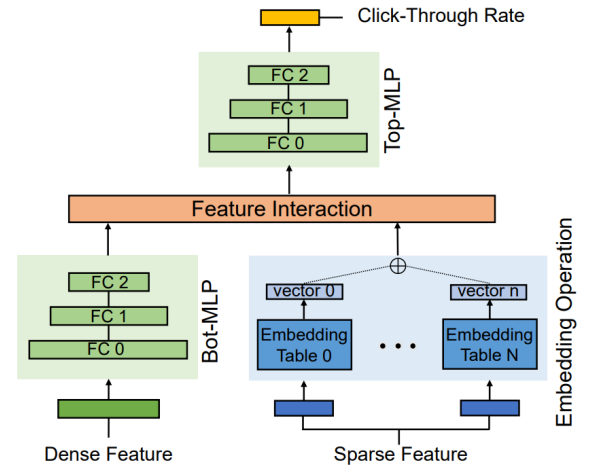 Click-Through Rate
FC 2
FC 1
FC 0
Top-MLP
Feature Interaction
FC 2
FC 1
FC 0
Bot-MLP
vector 0
vector n
Embedding
Table 0
Embedding
Table N
Embedding Operation
Dense Feature
Sparse Feature